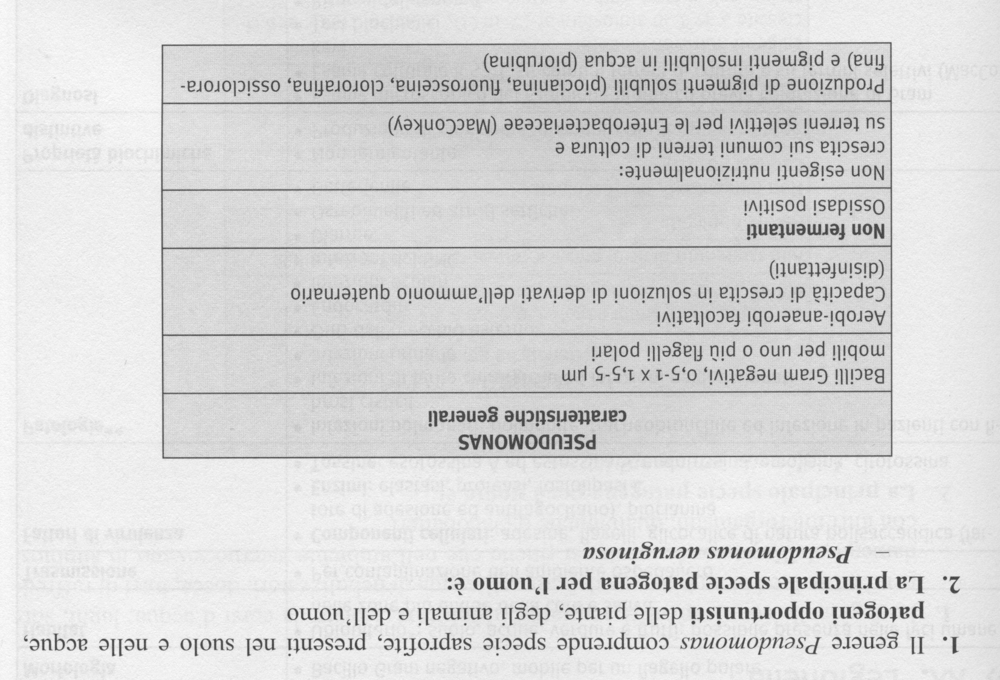 1. Il genere Pseudomonas comprende specie saprofite, presenti nel suolo e nelle acque,
patogeni opportunisti delle piante, degli animali e dell'uomo
2. La principale specie patogena per l'uomo è:
– Pseudomonas aeruginosa
PSEUDOMONAS
caratteristiche generali
Bacilli Gram negativi, 0,5-1 x 1,5-5 µm
mobili per uno o più flagelli polari
Aerobi-anaerobi facoltativi
Capacità di crescita in soluzioni di derivati dell'ammonio quaternario
(disinfettanti)
Non fermentanti
Ossidasi positivi
Non esigenti nutrizionalmente:
crescita sui comuni terreni di coltura e
su terreni selettivi per le Enterobacteriaceae (MacConkey)
Produzione di pigmenti solubili (piocianina, fluorosceina, clororafina, ossiclorora-
fina) e pigmenti insolubili in acqua (piorubina)